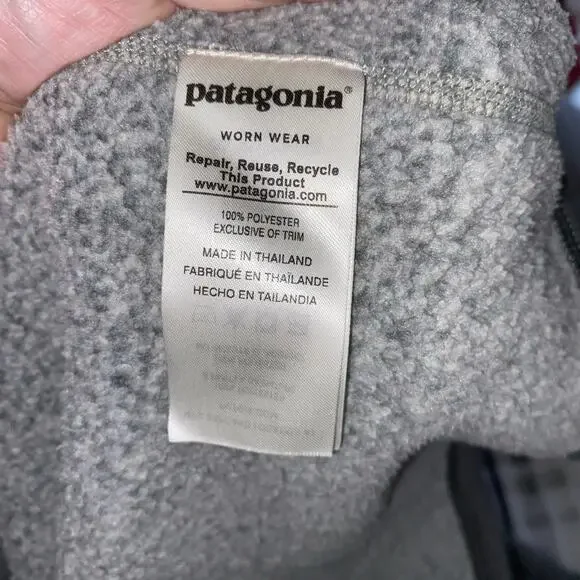 patagonia®
WORN WEAR
Repair, Reuse, Recycle
This Product
www.patagonia.com
100% POLYESTER
EXCLUSIVE OF TRIM
MADE IN THAILAND
FABRIQUÉ EN THAÏLANDE
HECHO EN TAILANDIA